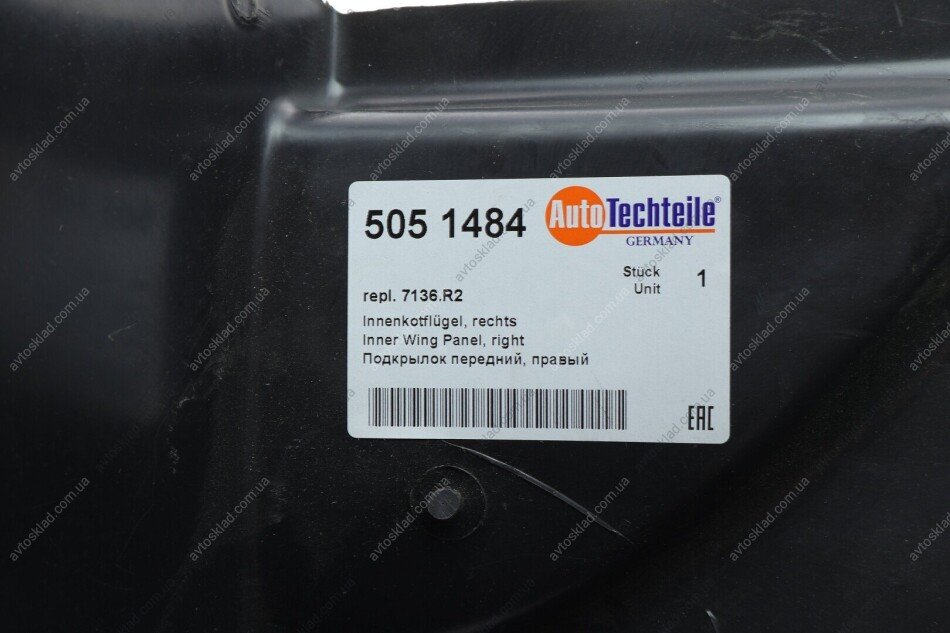 505 1484
AutoTechteile®
GERMANY
Stück 1
Unit
repl. 7136.R2
Innenkotflügel, rechts
Inner Wing Panel, right
Подкрылок передний, правый
EAC
avtosklad.com.ua